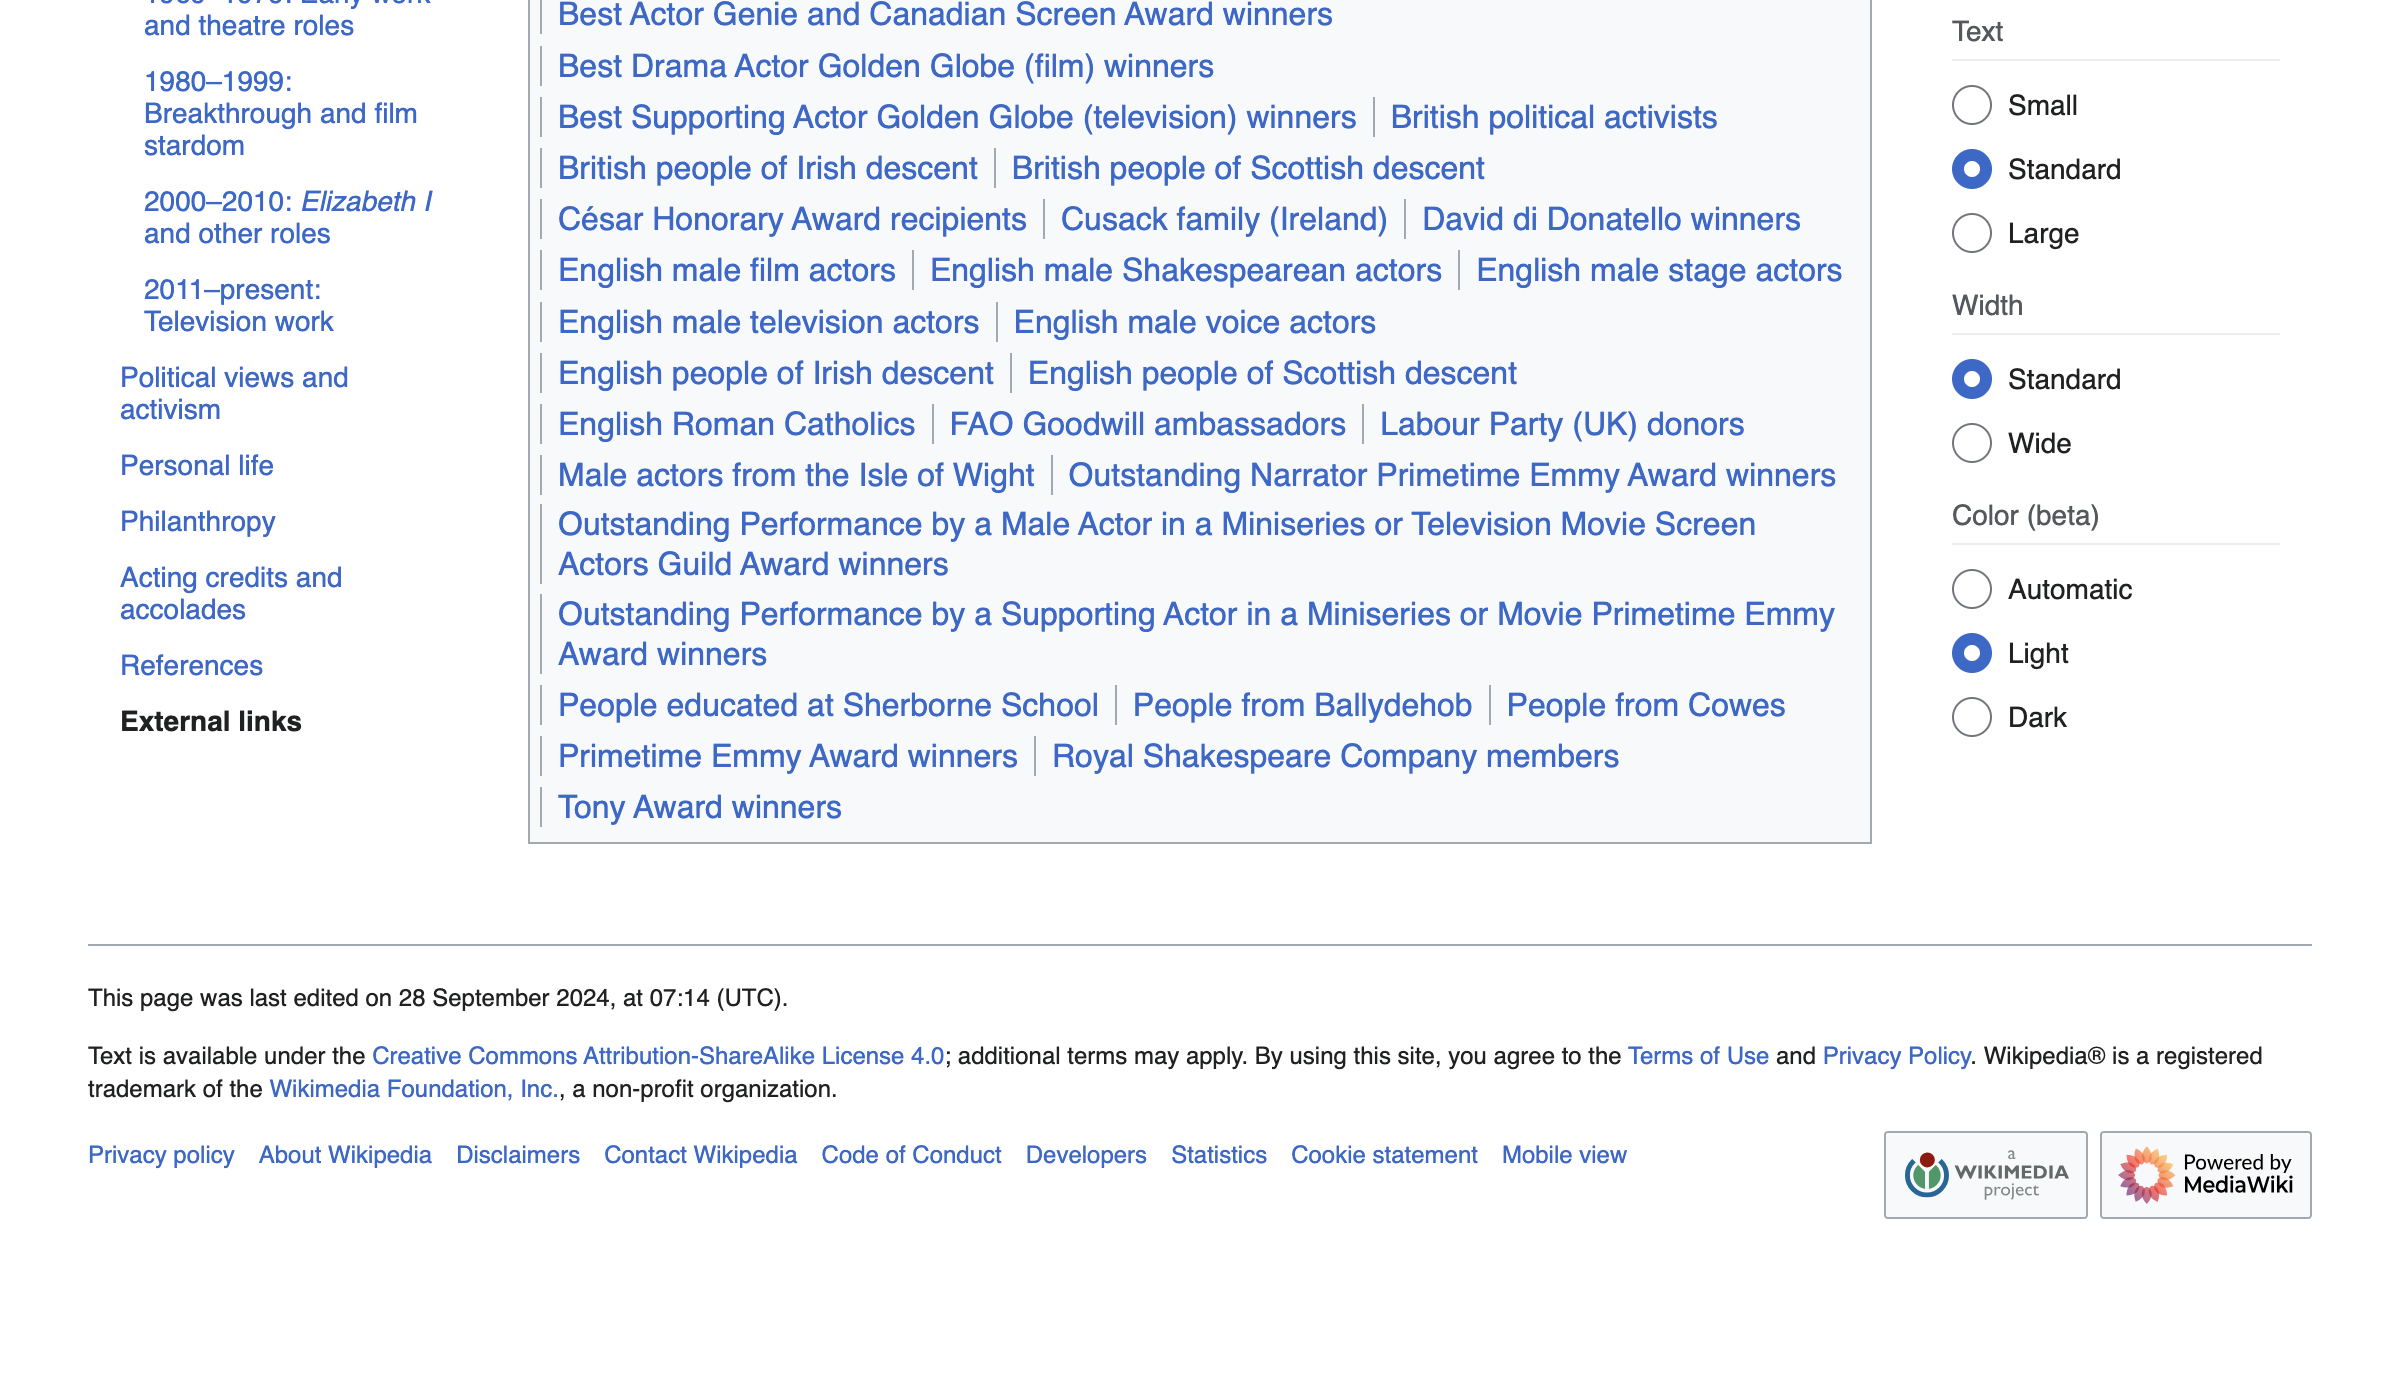 and theatre roles
1980–1999:
Breakthrough and film
stardom
2000–2010: Elizabeth I
and other roles
2011–present:
Television work
Political views and
activism
Personal life
Philanthropy
Acting credits and
accolades
References
External links
Best Actor Genie and Canadian Screen Award winners
Best Drama Actor Golden Globe (film) winners
Best Supporting Actor Golden Globe (television) winners British political activists
British people of Irish descent British people of Scottish descent
César Honorary Award recipients Cusack family (Ireland) David di Donatello winners
English male film actors English male Shakespearean actors English male stage actors
English male television actors English male voice actors
English people of Irish descent English people of Scottish descent
English Roman Catholics FAO Goodwill ambassadors Labour Party (UK) donors
Male actors from the Isle of Wight Outstanding Narrator Primetime Emmy Award winners
Outstanding Performance by a Male Actor in a Miniseries or Television Movie Screen
Actors Guild Award winners
Outstanding Performance by a Supporting Actor in a Miniseries or Movie Primetime Emmy
Award winners
People educated at Sherborne School People from Ballydehob People from Cowes
Primetime Emmy Award winners Royal Shakespeare Company members
Tony Award winners
Text
Small
Standard
Large
Width
Standard
Wide
Color (beta)
Automatic
Light
Dark
This page was last edited on 28 September 2024, at 07:14 (UTC).
Text is available under the Creative Commons Attribution-ShareAlike License 4.0; additional terms may apply. By using this site, you agree to the Terms of Use and Privacy Policy. Wikipedia® is a registered
trademark of the Wikimedia Foundation, Inc., a non-profit organization.
Privacy policy About Wikipedia Disclaimers Contact Wikipedia Code of Conduct Developers Statistics Cookie statement Mobile view
a
WIKIMEDIA
project
Powered by
MediaWiki